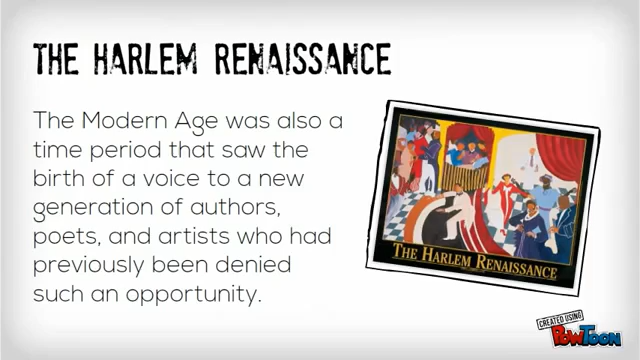 THE HARLEM RENAISSANCE
The Modern Age was also a
time period that saw the
birth of a voice to a new
generation of authors,
poets, and artists who had
previously been denied
such an opportunity.
THE HARLEM RENAISSANCE
CREATED USING
POWTOON